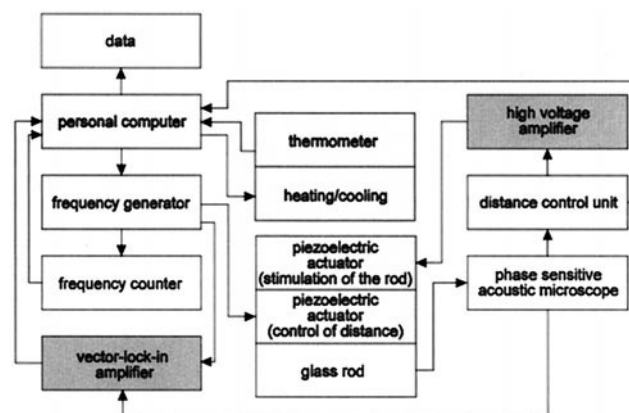 data
personal computer
frequency generator
frequency counter
vector-lock-in
amplifier
thermometer
heating/cooling
piezoelectric
actuator
(stimulation of the rod)
piezoelectric
actuator
(control of distance)
glass rod
high voltage
amplifier
distance control unit
phase sensitive
acoustic microscope